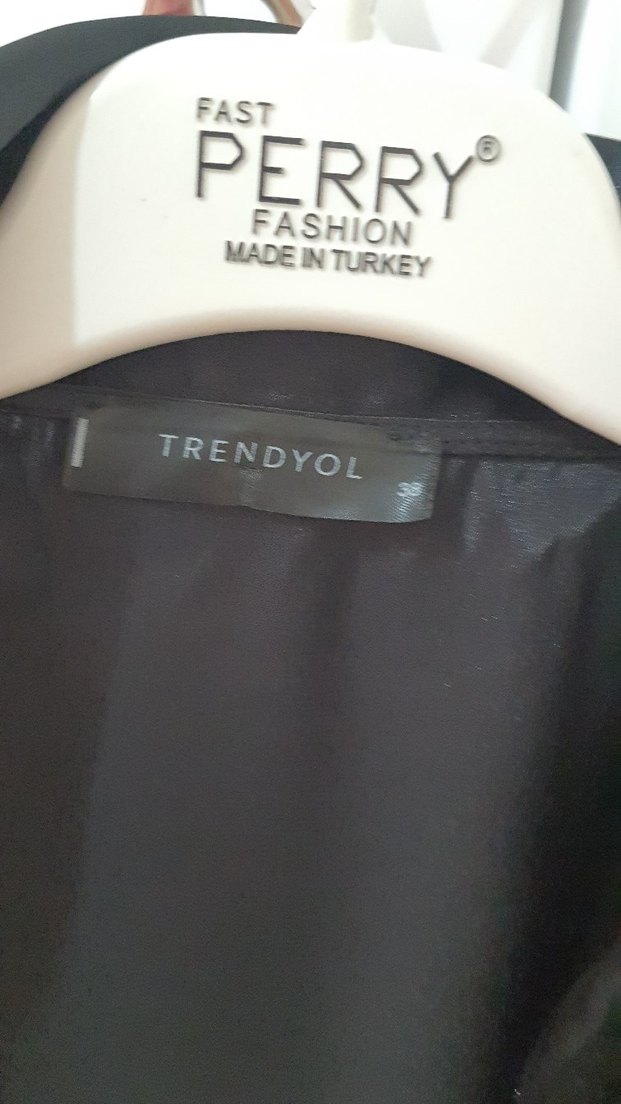 FAST
PERRY®
FASHION
MADE IN TURKEY
TRENDYOL